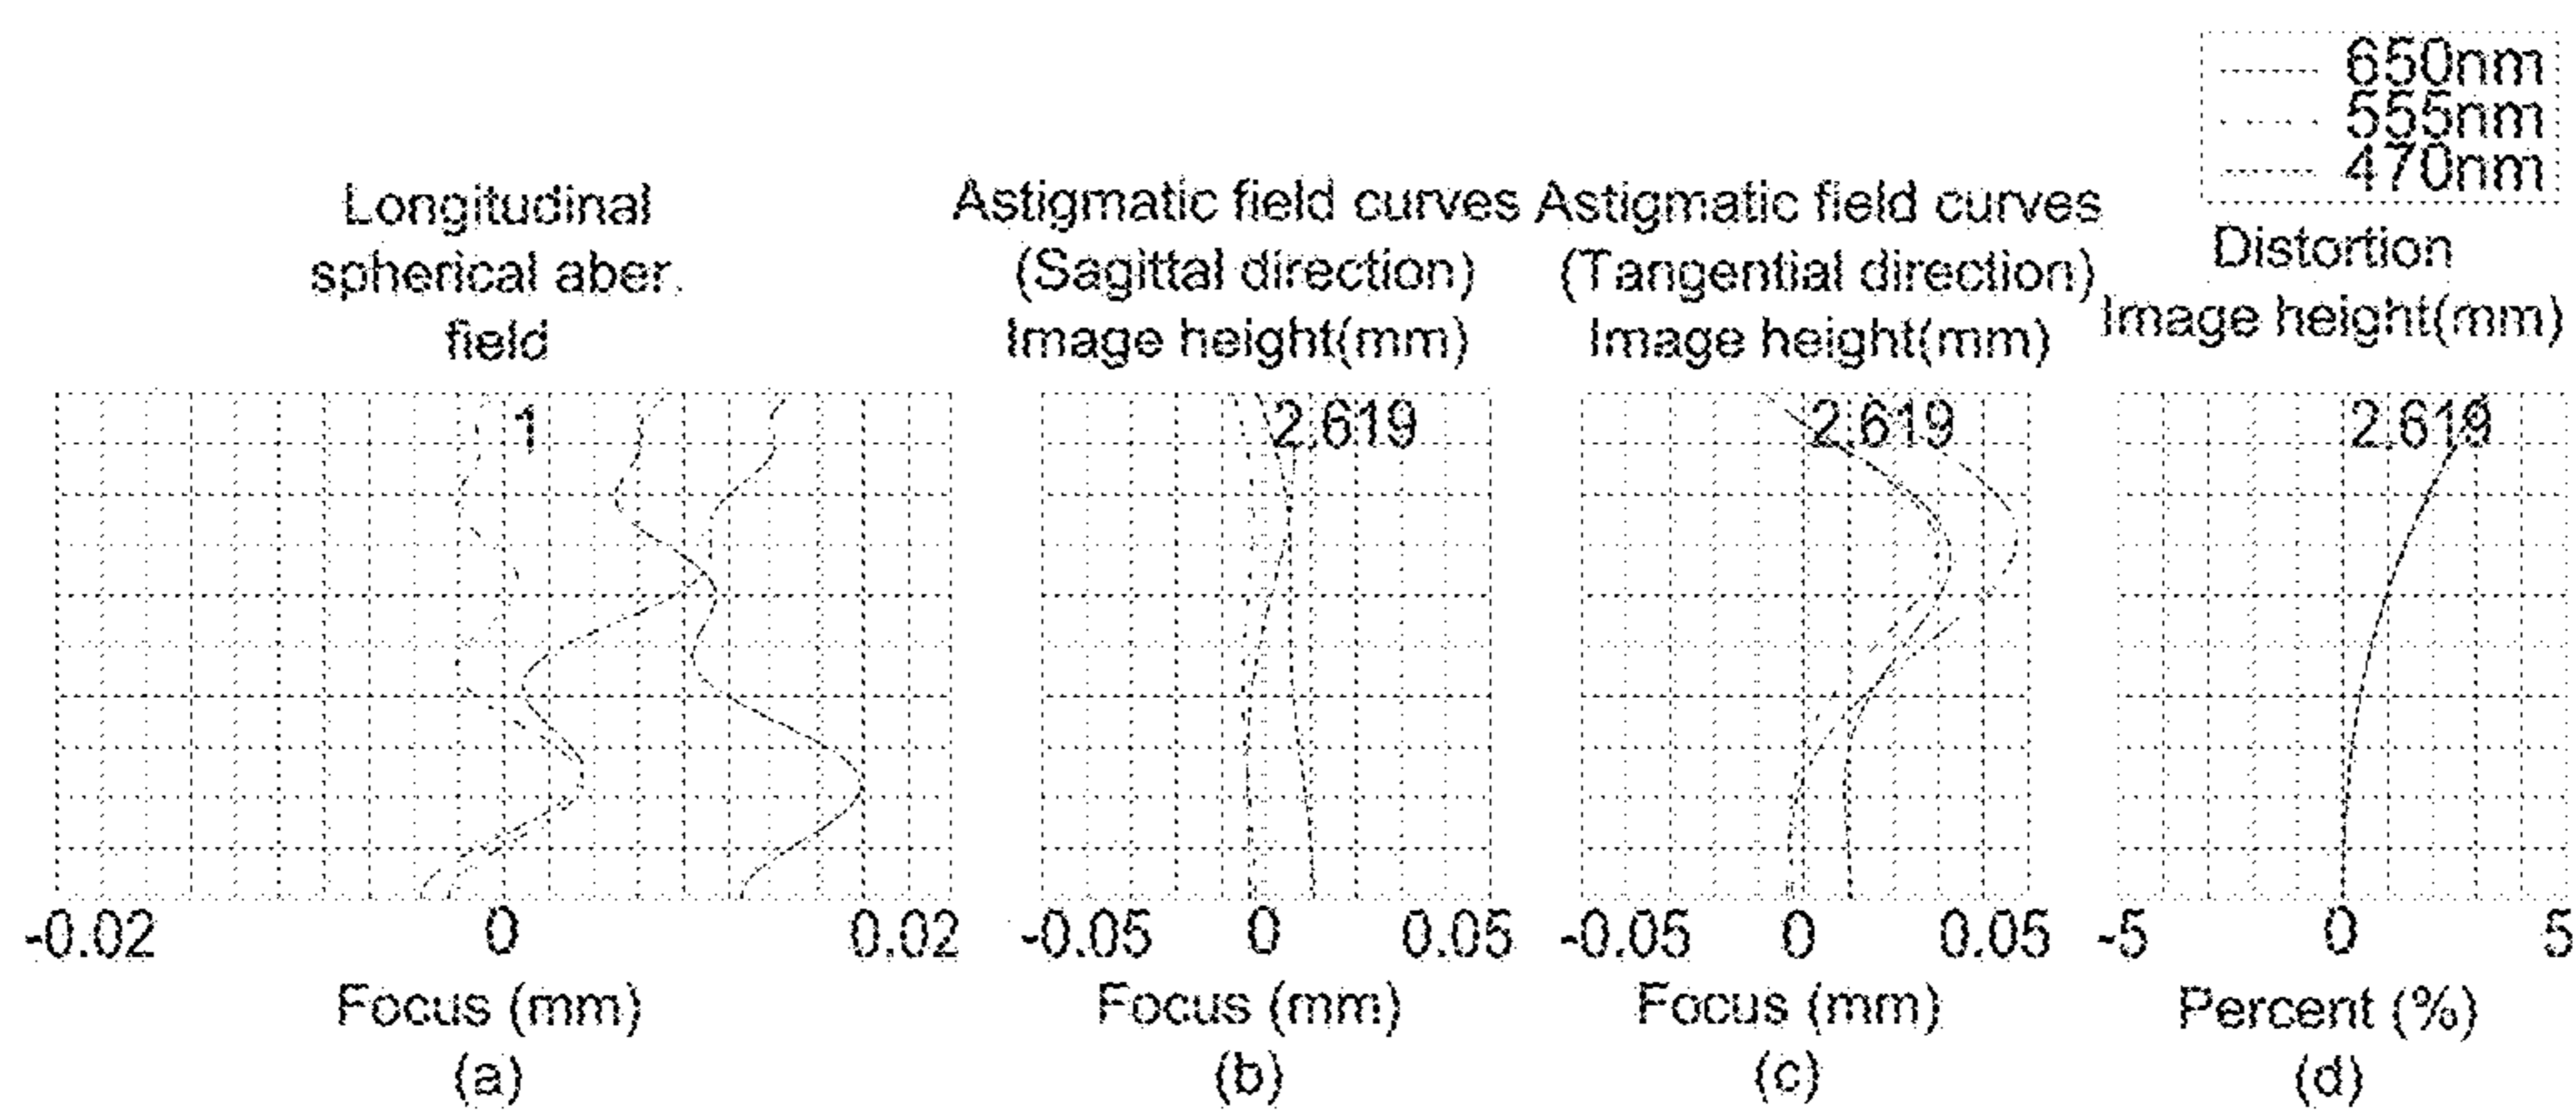 650nm
555nm
470nm
Longitudinal
spherical aber.
field
Astigmatic field curves
(Sagittal direction)
Image height(mm)
Astigmatic field curves
(Tangential direction)
Image height(mm)
Distortion
Image height(mm)
1
2.619
2.619
2.619
-0.02 0 0.02
-0.05 0 0.05
-0.05 0 0.05
-5 0 5
Focus (mm)
Focus (mm)
Focus (mm)
Percent (%)
(a)
(b)
(c)
(d)